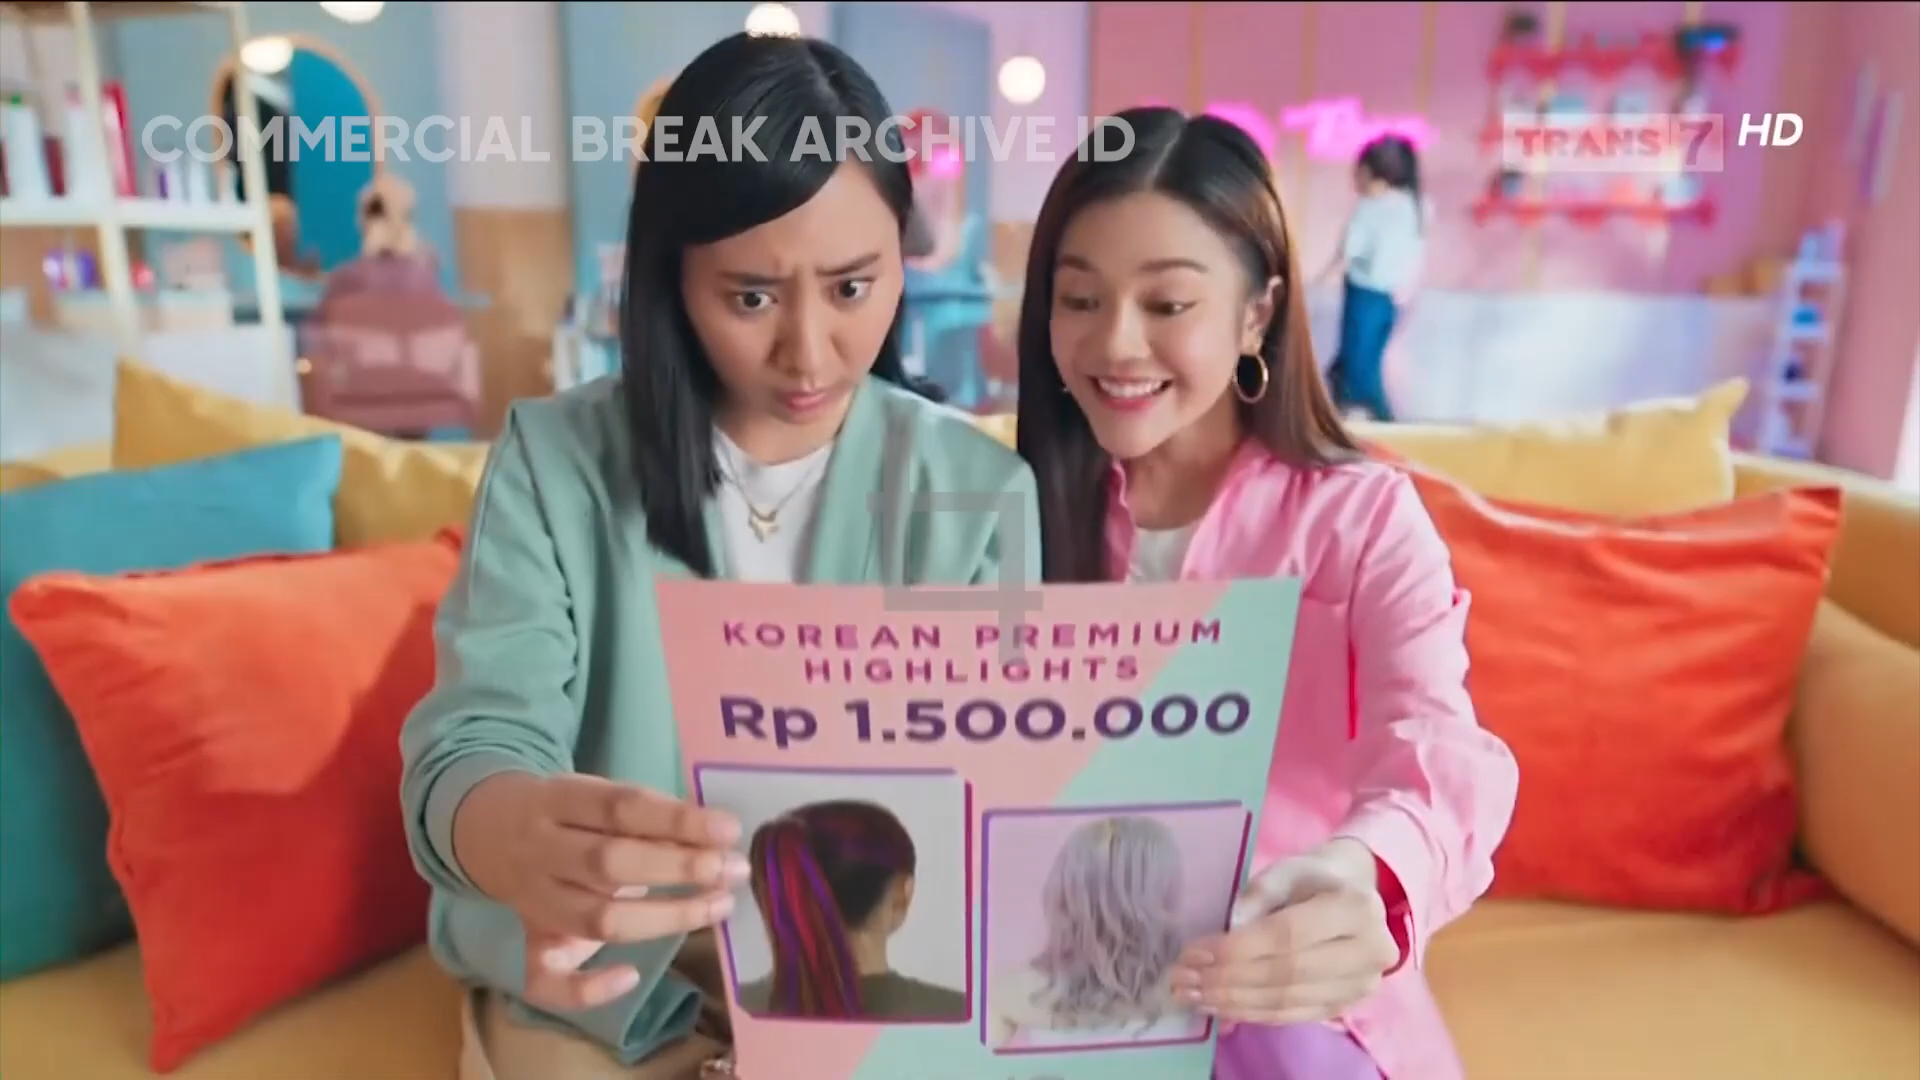 COMMERCIAL BREAK ARCHIVE ID
TRANS 7 HD
KOREAN PREMIUM
HIGHLIGHTS
Rp 1.500.000